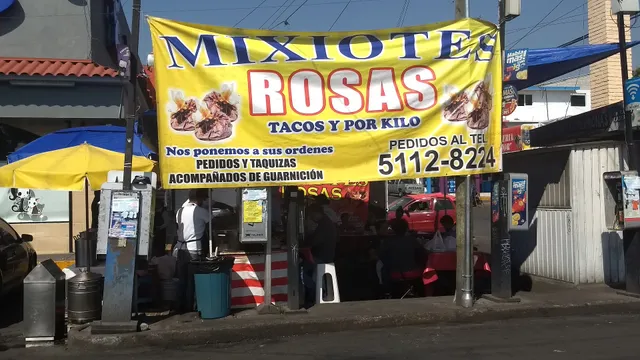 MIXIOTES
ROSAS
TACOS Y POR KILO
Nos ponemos a sus ordenes
PEDIDOS Y TAQUIZAS
ACOMPAÑADOS DE GUARNICIÓN
PEDIDOS AL TEL
5112-8224
ROSAS